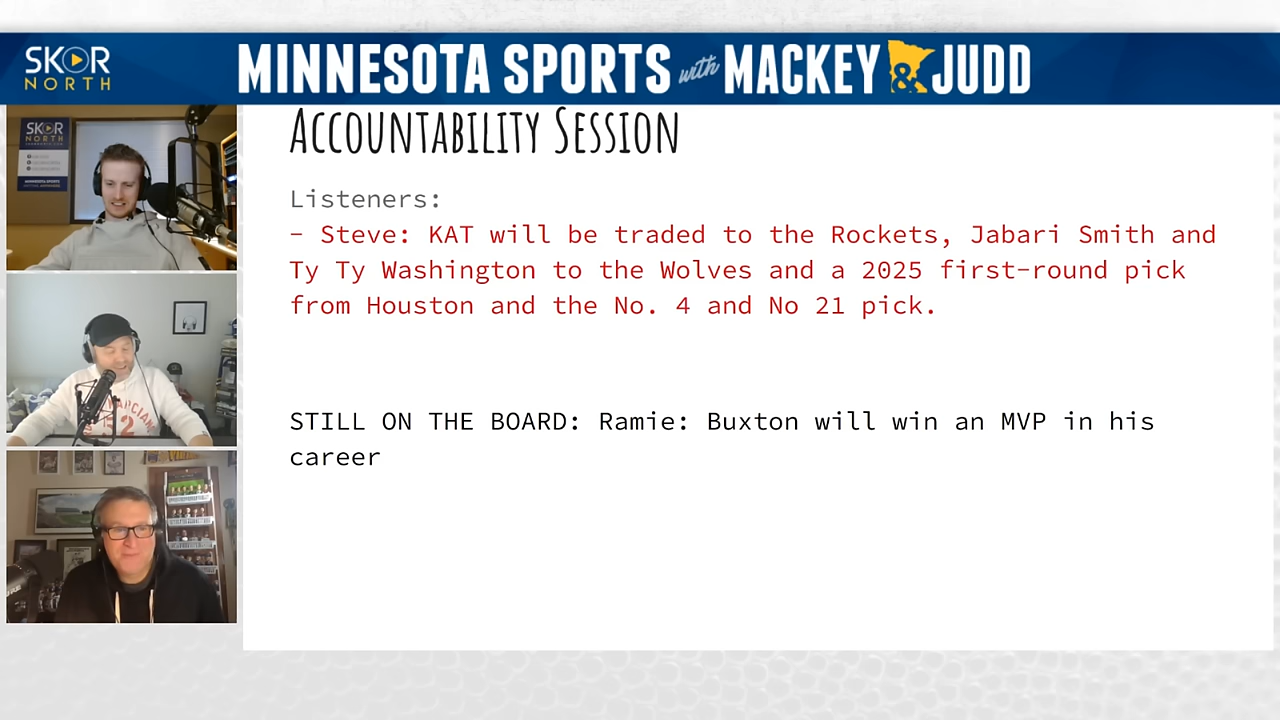 SKOR
NORTH
MINNESOTA SPORTS with MACKEY & JUDD
SKOR
NORTH
Accountability Session
Listeners:
- Steve: KAT will be traded to the Rockets, Jabari Smith and
Ty Ty Washington to the Wolves and a 2025 first-round pick
from Houston and the No. 4 and No 21 pick.
STILL ON THE BOARD: Ramie: Buxton will win an MVP in his
career